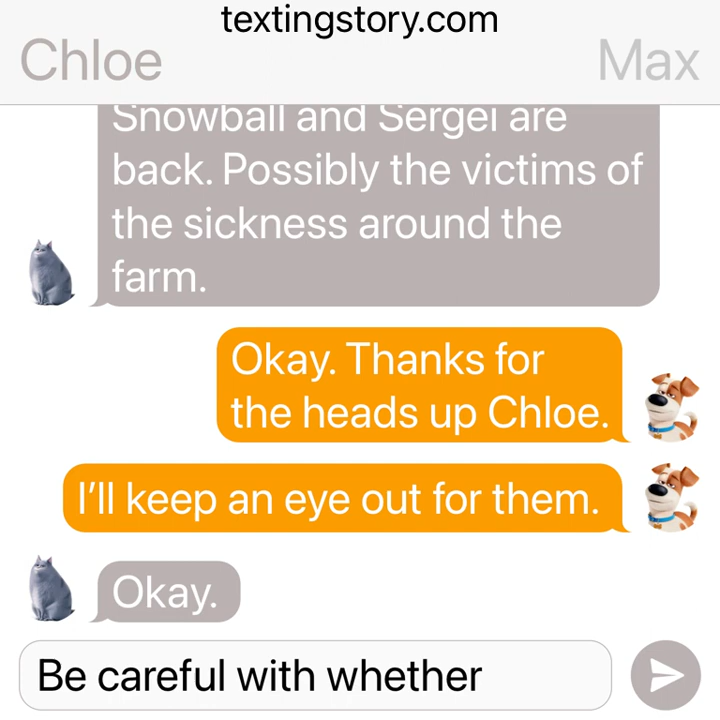 textingstory.com
Chloe
Max
Snowball and Sergei are
back. Possibly the victims of
the sickness around the
farm.
Okay. Thanks for
the heads up Chloe.
I'll keep an eye out for them.
Okay.
Be careful with whether